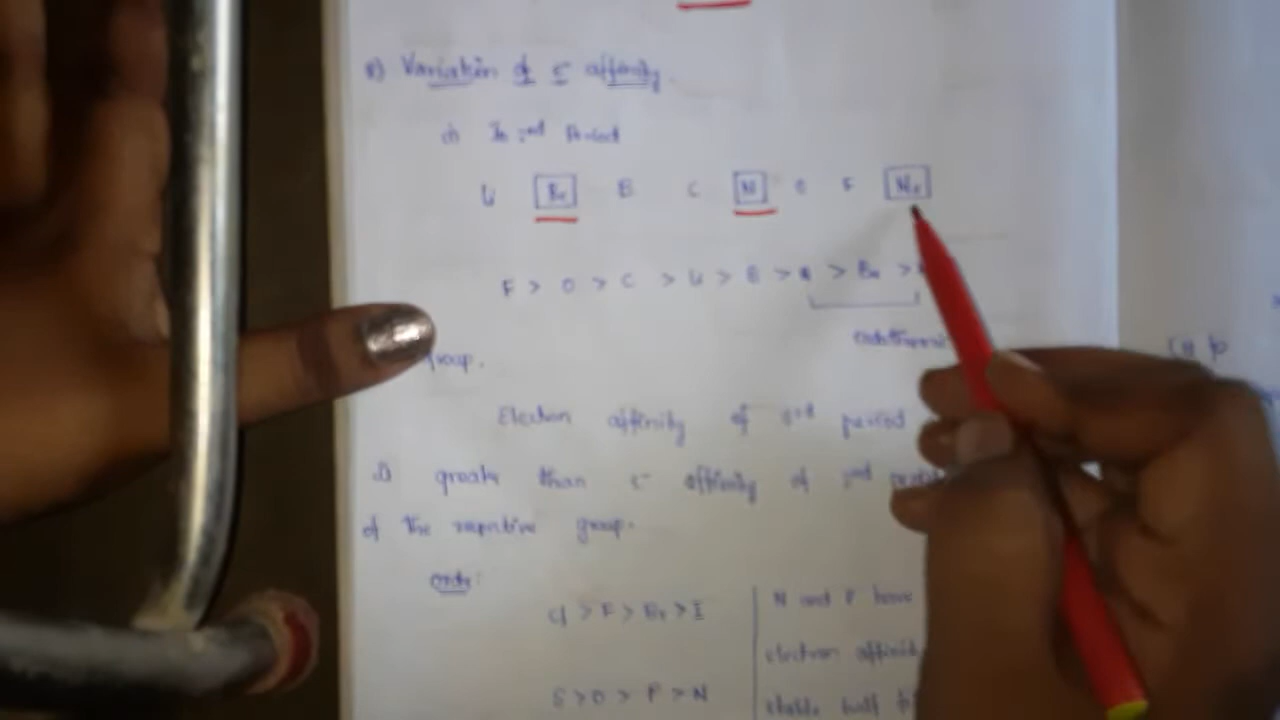 Variation of e⁻ affinity.
i) In 2nd Period
Li Be B C N O F Ne
F > O > C > Li > B > > Be >
group.
Electron affinity of 3rd period
is greater than e⁻ affinity of 2nd period
of the respective group.
Order:
Cl > F > Br > I
N and P have
electron affinity
S > O > P > N
stable half